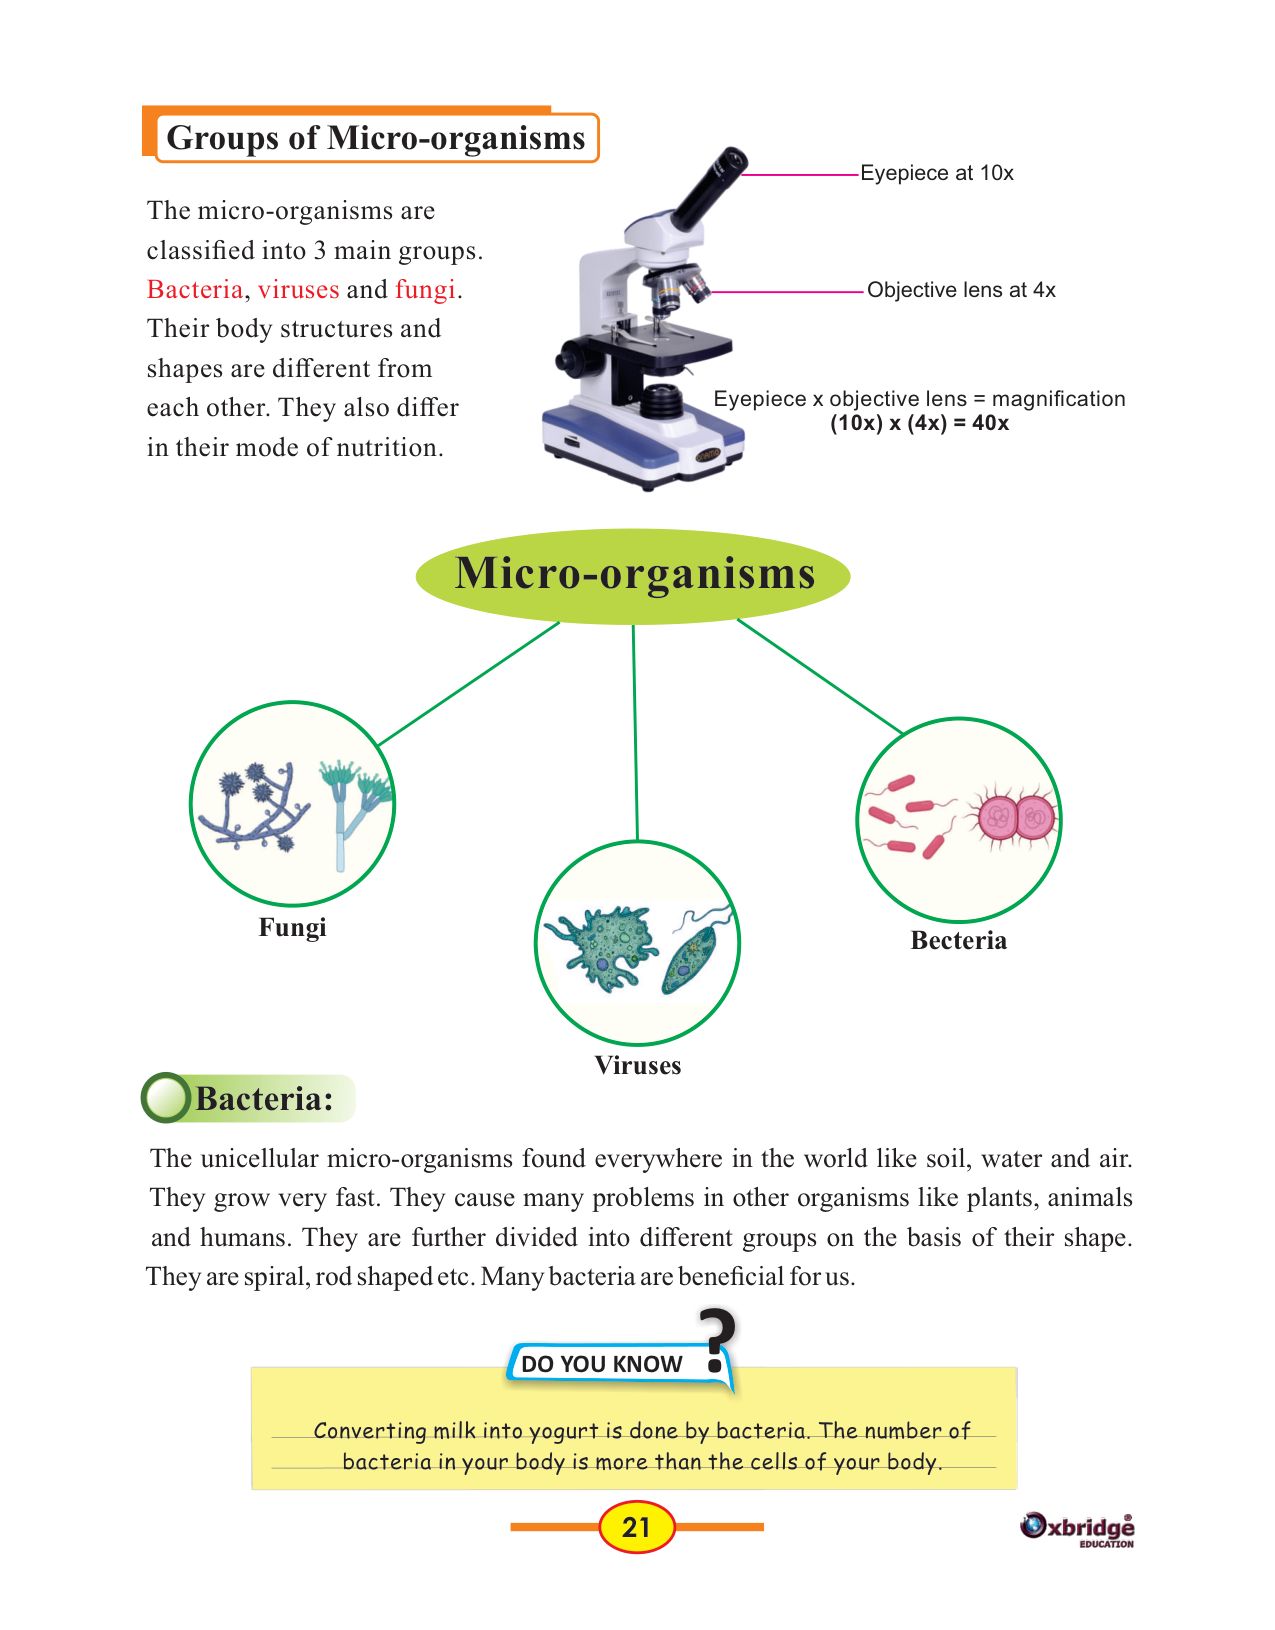 Groups of Micro-organisms
The micro-organisms are
classified into 3 main groups.
Bacteria, viruses and fungi.
Their body structures and
shapes are different from
each other. They also differ
in their mode of nutrition.
Eyepiece at 10x
Objective lens at 4x
Eyepiece x objective lens = magnification
(10x) x (4x) = 40x
Micro-organisms
Fungi
Viruses
Becteria
Bacteria:
The unicellular micro-organisms found everywhere in the world like soil, water and air.
They grow very fast. They cause many problems in other organisms like plants, animals
and humans. They are further divided into different groups on the basis of their shape.
They are spiral, rod shaped etc. Many bacteria are beneficial for us.
DO YOU KNOW ?
Converting milk into yogurt is done by bacteria. The number of
bacteria in your body is more than the cells of your body.
21
Oxbridge®
EDUCATION